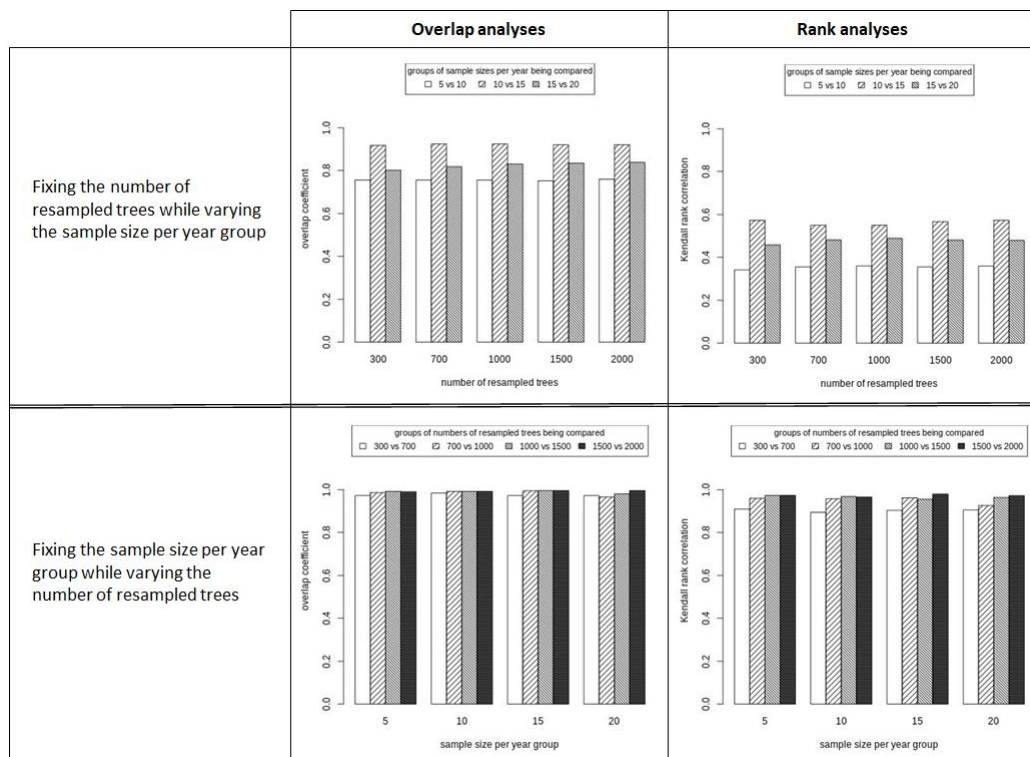 Overlap analyses
Rank analyses
Fixing the number of
resampled trees while varying
the sample size per year group
groups of sample sizes per year being compared
5 vs 10 10 vs 15 15 vs 20
overlap coefficient
1.0
0.8
0.6
0.4
0.2
0.0
300 700 1000 1500 2000
number of resampled trees
groups of sample sizes per year being compared
5 vs 10 10 vs 15 15 vs 20
Kendall rank correlation
1.0
0.8
0.6
0.4
0.2
0.0
300 700 1000 1500 2000
number of resampled trees
Fixing the sample size per year
group while varying the
number of resampled trees
groups of numbers of resampled trees being compared
300 vs 700 700 vs 1000 1000 vs 1500 1500 vs 2000
overlap coefficient
1.0
0.8
0.6
0.4
0.2
0.0
5 10 15 20
sample size per year group
groups of numbers of resampled trees being compared
300 vs 700 700 vs 1000 1000 vs 1500 1500 vs 2000
Kendall rank correlation
1.0
0.8
0.6
0.4
0.2
0.0
5 10 15 20
sample size per year group